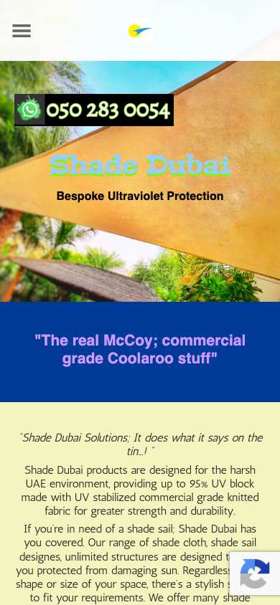 050 283 0054
Shade Dubai
Bespoke Ultraviolet Protection
"The real McCoy; commercial
grade Coolaroo stuff"
"Shade Dubai Solutions; It does what it says on the
tin...! "
Shade Dubai products are designed for the harsh
UAE environment, providing up to 95% UV block
made with UV stabilized commercial grade knitted
fabric for greater strength and durability.
If you're in need of a shade sail; Shade Dubai has
you covered. Our range of shade cloth, shade sail
designes, unlimited structures are designed
you protected from damaging sun. Regardless
shape or size of your space, there's a stylish
to fit your requirements. We offer many shade